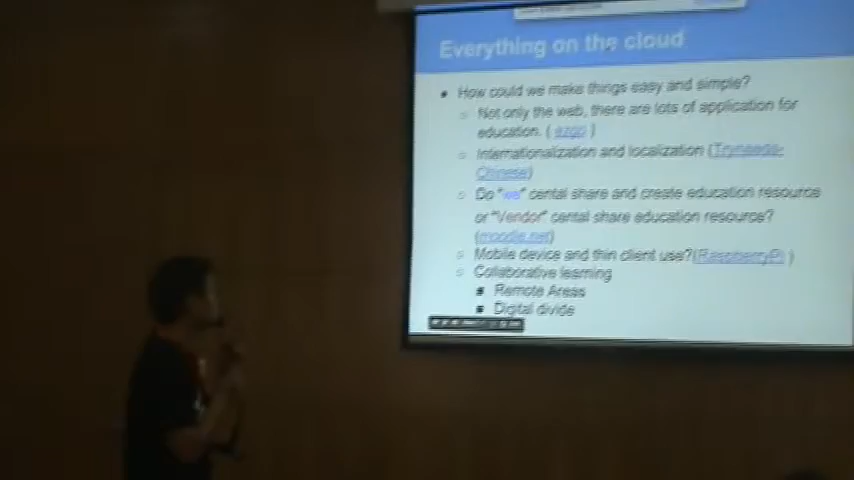 Everything on the cloud
How could we make things easy and simple?
Not only the web, there are lots of application for
education. ( ezgo )
Internationalization and localization (
Chinese)
Do "we" cental share and create education resource
or "Vendor" cental share education resource?
(moodle.net)
Mobile device and thin client use?(RaspberryPi )
Collaborative learning
Remote Areas
Digital divide